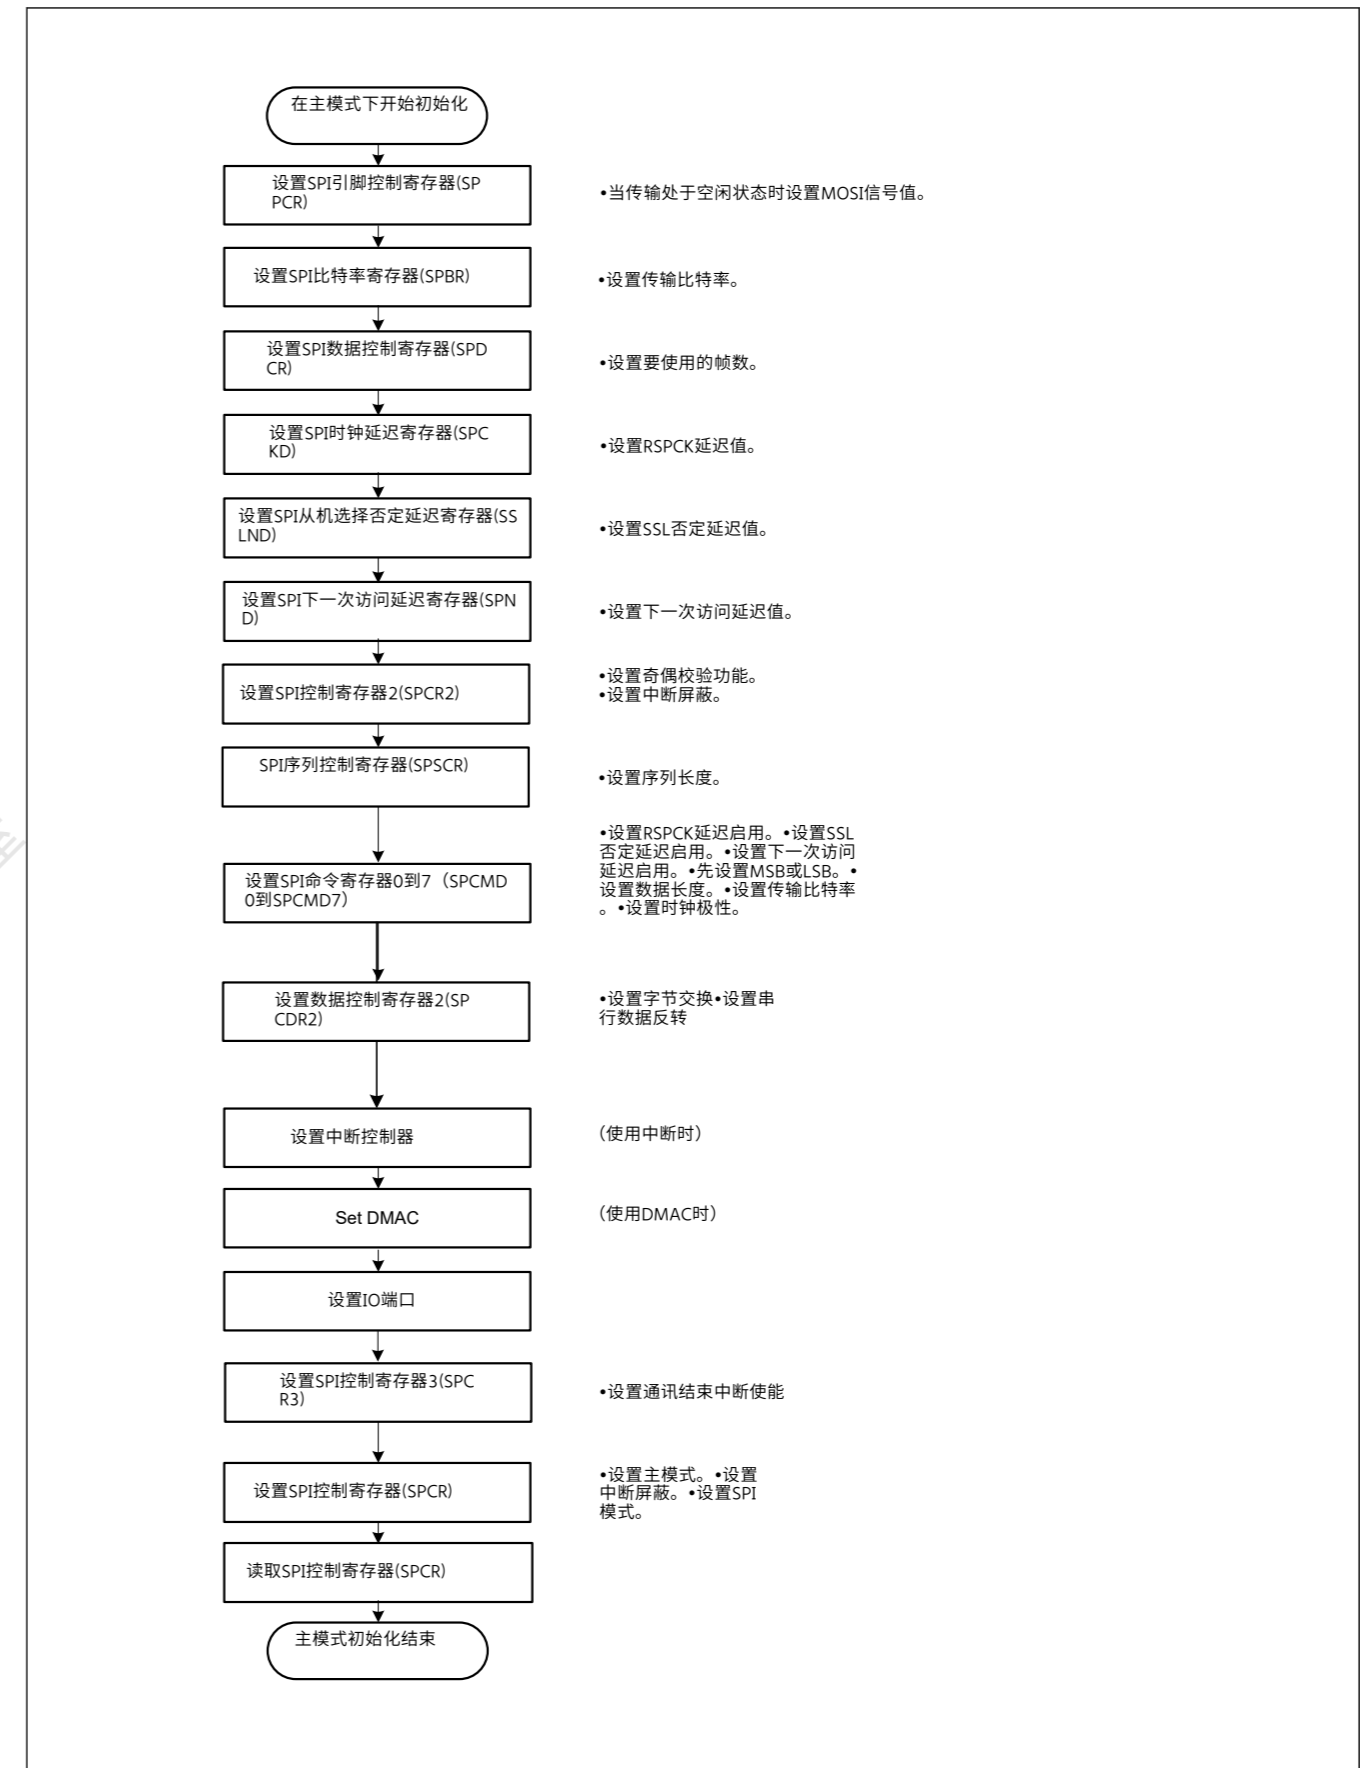 在主模式下开始初始化
设置SPI引脚控制寄存器(SP
PCR)
•当传输处于空闲状态时设置MOSI信号值。
设置SPI比特率寄存器(SPBR)
•设置传输比特率。
设置SPI数据控制寄存器(SPD
CR)
•设置要使用的帧数。
设置SPI时钟延迟寄存器(SPC
KD)
•设置RSPCK延迟值。
设置SPI从机选择否定延迟寄存器(SS
LND)
•设置SSL否定延迟值。
设置SPI下一次访问延迟寄存器(SPN
D)
•设置下一次访问延迟值。
设置SPI控制寄存器2(SPCR2)
•设置奇偶校验功能。
•设置中断屏蔽。
SPI序列控制寄存器(SPSCR)
•设置序列长度。
设置SPI命令寄存器0到7（SPCMD
0到SPCMD7）
•设置RSPCK延迟启用。•设置SSL
否定延迟启用。•设置下一次访问
延迟启用。•先设置MSB或LSB。•
设置数据长度。•设置传输比特率
。•设置时钟极性。
设置数据控制寄存器2(SP
CDR2)
•设置字节交换•设置串
行数据反转
设置中断控制器
（使用中断时）
Set DMAC
（使用DMAC时）
设置IO端口
设置SPI控制寄存器3(SPC
R3)
•设置通讯结束中断使能
设置SPI控制寄存器(SPCR)
•设置主模式。•设置
中断屏蔽。•设置SPI
模式。
读取SPI控制寄存器(SPCR)
主模式初始化结束